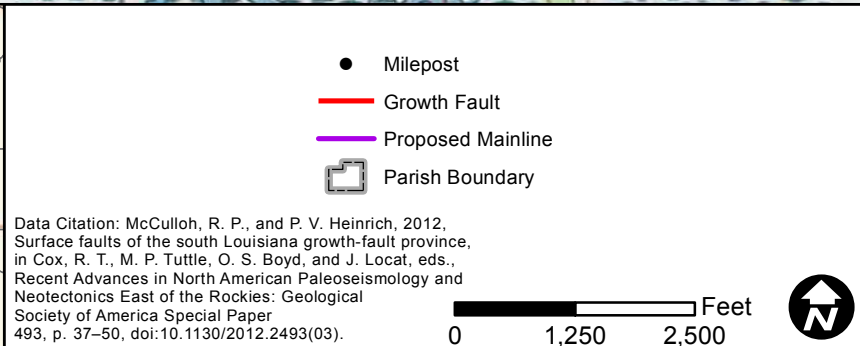 Milepost
Growth Fault
Proposed Mainline
Parish Boundary
Data Citation: McCulloh, R. P., and P. V. Heinrich, 2012,
Surface faults of the south Louisiana growth-fault province,
in Cox, R. T., M. P. Tuttle, O. S. Boyd, and J. Locat, eds.,
Recent Advances in North American Paleoseismology and
Neotectonics East of the Rockies: Geological
Society of America Special Paper
493, p. 37–50, doi:10.1130/2012.2493(03).
Feet
0 1,250 2,500
N